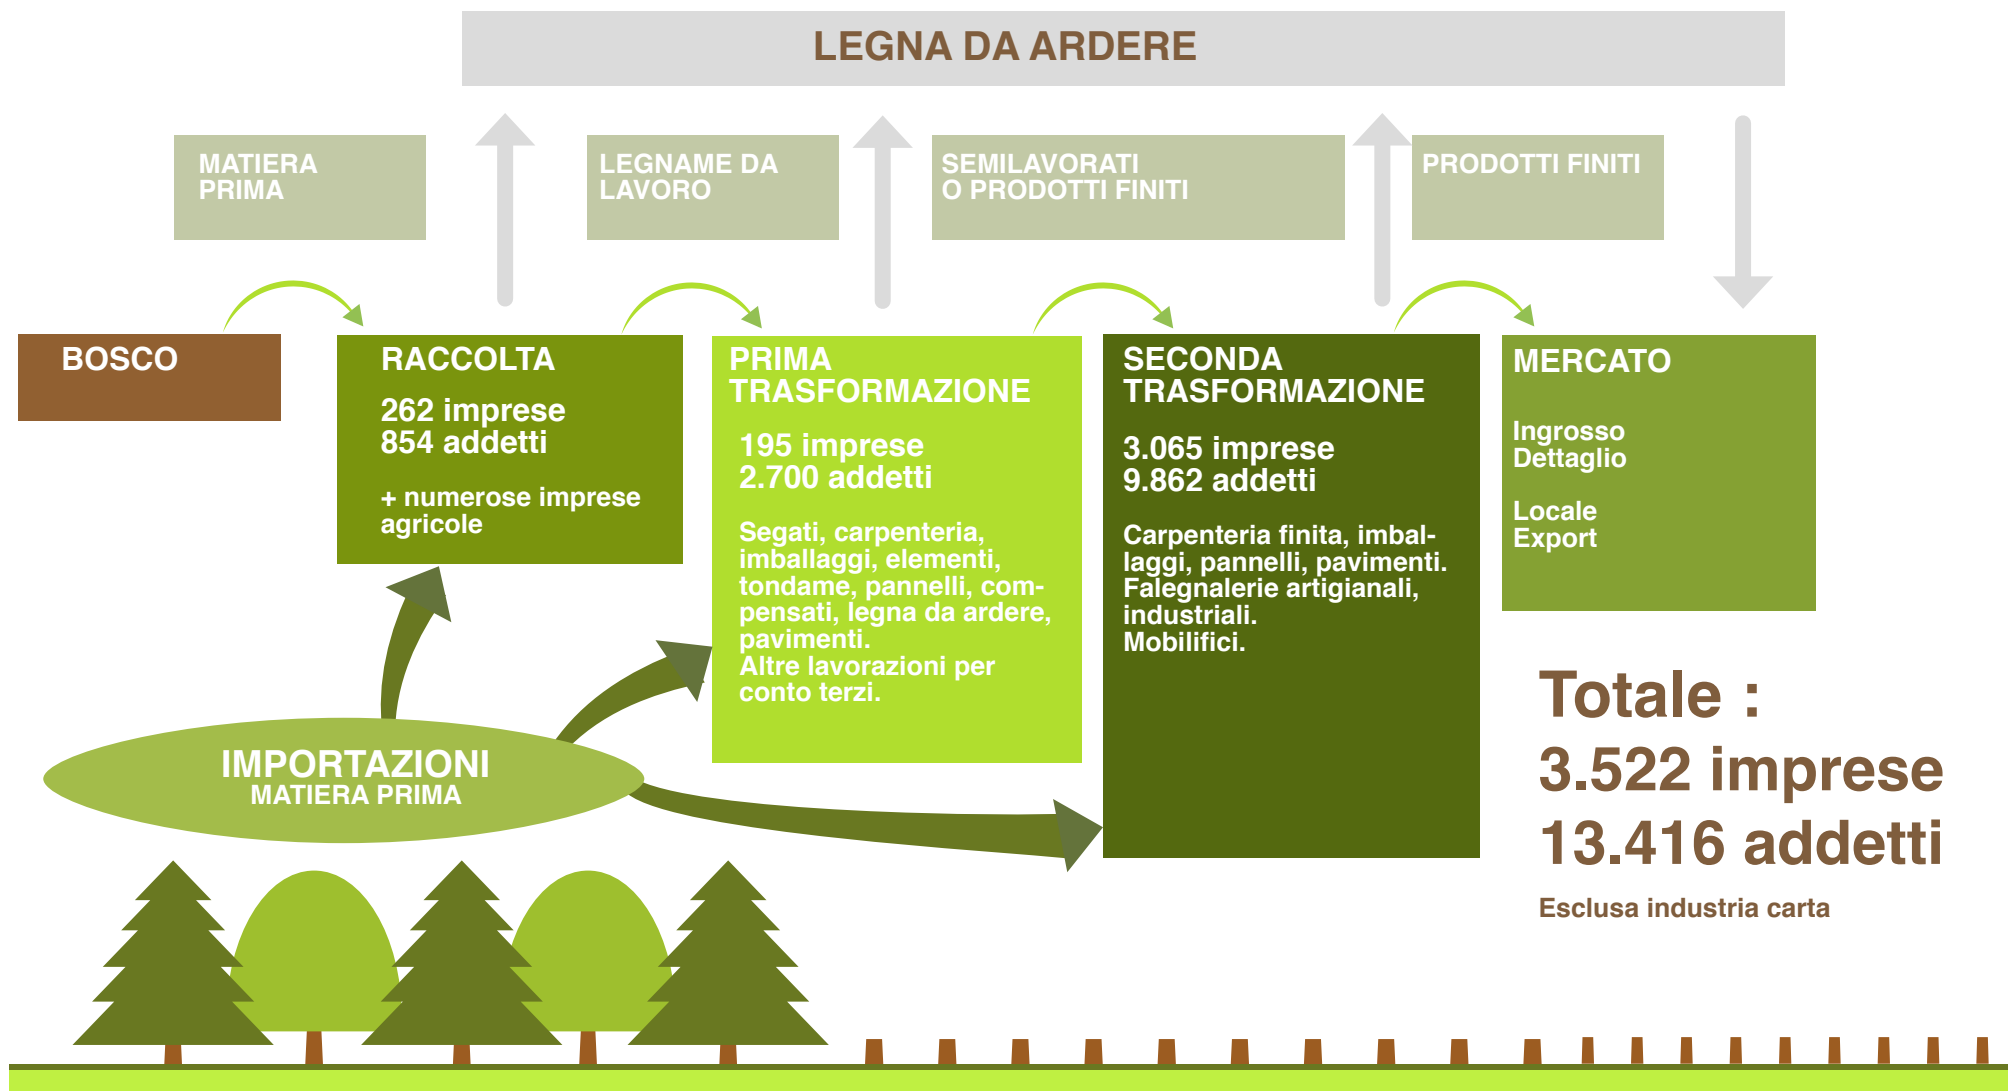 LEGNA DA ARDERE
MATIERA
PRIMA
LEGNAME DA
LAVORO
SEMILAVORATI
O PRODOTTI FINITI
PRODOTTI FINITI
BOSCO
RACCOLTA
262 imprese
854 addetti
+ numerose imprese
agricole
PRIMA
TRASFORMAZIONE
195 imprese
2.700 addetti
Segati, carpenteria,
imballaggi, elementi,
tondame, pannelli, com-
pensati, legna da ardere,
pavimenti.
Altre lavorazioni per
conto terzi.
SECONDA
TRASFORMAZIONE
3.065 imprese
9.862 addetti
Carpenteria finita, imbal-
laggi, pannelli, pavimenti.
Falegnalerie artigianali,
industriali.
Mobilifici.
MERCATO
Ingrosso
Dettaglio
Locale
Export
IMPORTAZIONI
MATIERA PRIMA
Totale :
3.522 imprese
13.416 addetti
Esclusa industria carta